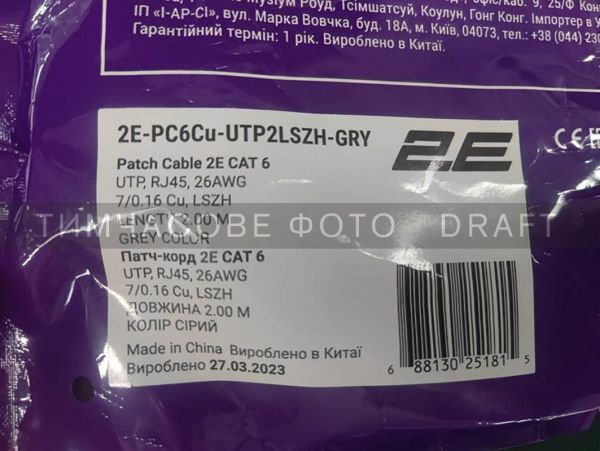 Музіум Роуд, Тсімшатсуй, Коулун, Гонг Конг. Імпортер в У
ІП «І-АР-СІ», вул. Марка Вовчка, буд. 18А, м. Київ, 04073, тел.: +38 (044) 230
Гарантійний термін: 1 рік. Вироблено в Китаї.
CE
2E-PC6Cu-UTP2LSZH-GRY
2E
Patch Cable 2E CAT 6
UTP, RJ45, 26AWG
7/0.16 Cu, LSZH
LENGTH 2.00 M
ТИМЧАСОВЕ ФОТО - DRAFT
GREY COLOR
Патч-корд 2E CAT 6
UTP, RJ45, 26AWG
7/0.16 Cu, LSZH
ДОВЖИНА 2.00 М
КОЛІР СІРИЙ
Made in China Вироблено в Китаї
Вироблено 27.03.2023
6 88130 25181 5